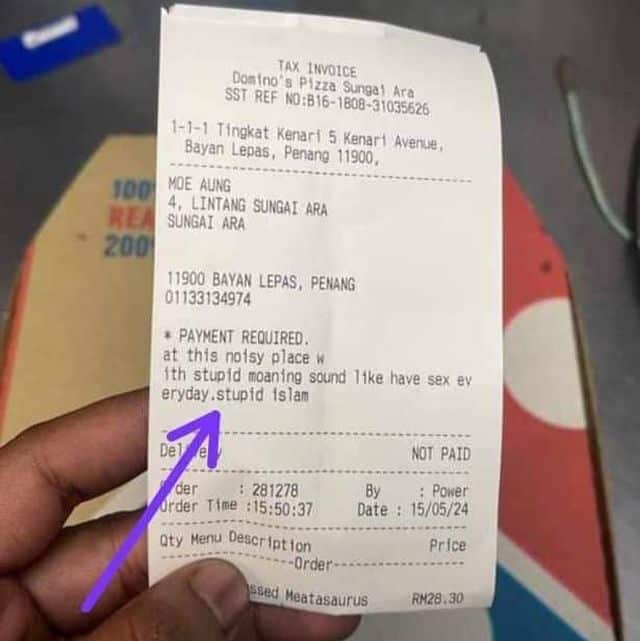 TAX INVOICE
Domino's Pizza Sungai Ara
SST REF NO:B16-1808-31035626
1-1-1 Tingkat Kenari 5 Kenari Avenue,
Bayan Lepas, Penang 11900,
MOE AUNG
4, LINTANG SUNGAI ARA
SUNGAI ARA
11900 BAYAN LEPAS, PENANG
01133134974
* PAYMENT REQUIRED.
at this noisy place w
ith stupid moaning sound like have sex ev
eryday.stupid islam
NOT PAID
: 281278 By : Power
Order Time :15:50:37 Date : 15/05/24
Qty Menu Description Price
Order
Meatasaurus RM28.30
100
200